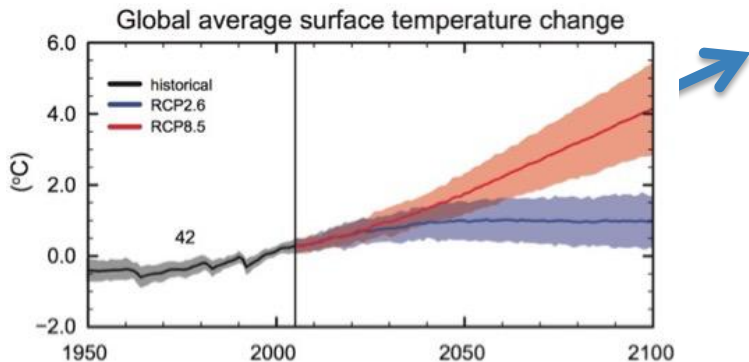 Global average surface temperature change
6.0
historical
RCP2.6
RCP8.5
4.0
(°C)
2.0
42
0.0
−2.0
1950 2000 2050 2100